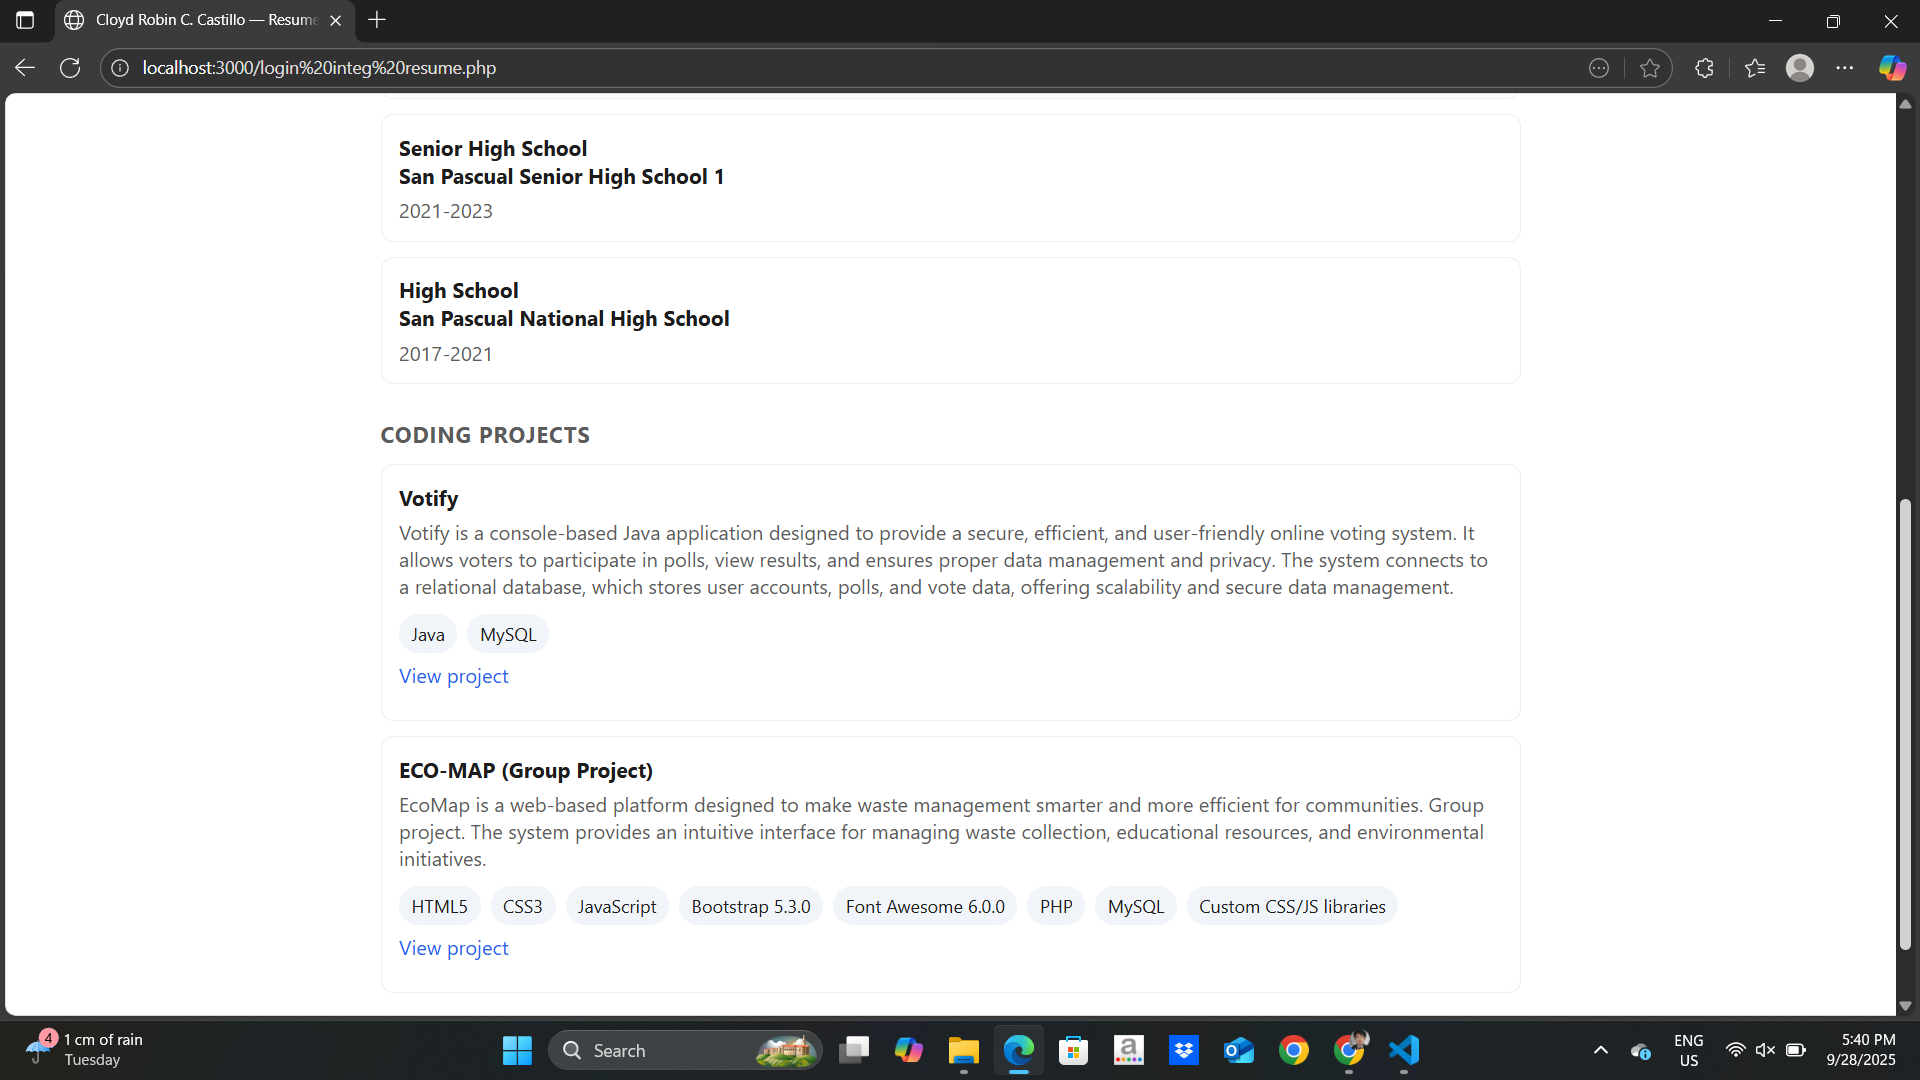 Cloyd Robin C. Castillo — Resume
localhost:3000/login%20integ%20resume.php
Senior High School
San Pascual Senior High School 1
2021-2023
High School
San Pascual National High School
2017-2021
CODING PROJECTS
Votify
Votify is a console-based Java application designed to provide a secure, efficient, and user-friendly online voting system. It
allows voters to participate in polls, view results, and ensures proper data management and privacy. The system connects to
a relational database, which stores user accounts, polls, and vote data, offering scalability and secure data management.
Java MySQL
View project
ECO-MAP (Group Project)
EcoMap is a web-based platform designed to make waste management smarter and more efficient for communities. Group
project. The system provides an intuitive interface for managing waste collection, educational resources, and environmental
initiatives.
HTML5 CSS3 JavaScript Bootstrap 5.3.0 Font Awesome 6.0.0 PHP MySQL Custom CSS/JS libraries
View project
4
1 cm of rain
Tuesday
Search
a
ENG
US
5:40 PM
9/28/2025